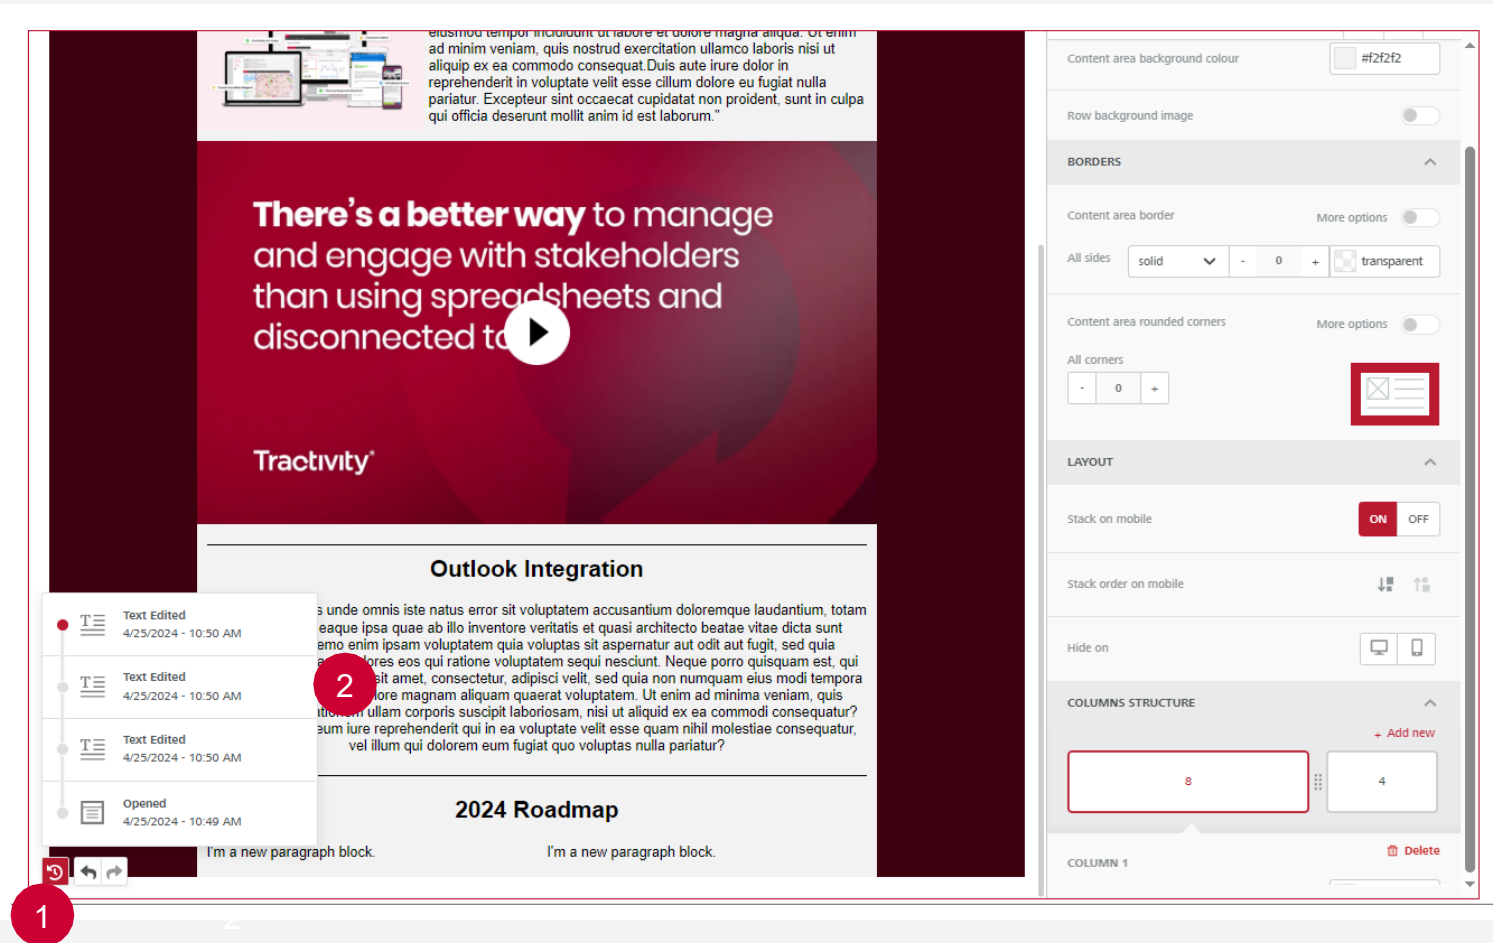 eiusmod tempor incididunt ut labore et dolore magna aliqua. Ut enim
ad minim veniam, quis nostrud exercitation ullamco laboris nisi ut
aliquip ex ea commodo consequat.Duis aute irure dolor in
reprehenderit in voluptate velit esse cillum dolore eu fugiat nulla
pariatur. Excepteur sint occaecat cupidatat non proident, sunt in culpa
qui officia deserunt mollit anim id est laborum."
There's a better way to manage
and engage with stakeholders
than using spreadsheets and
disconnected to
Tractivity
Outlook Integration
s unde omnis iste natus error sit voluptatem accusantium doloremque laudantium, totam
eaque ipsa quae ab illo inventore veritatis et quasi architecto beatae vitae dicta sunt
emo enim ipsam voluptatem quia voluptas sit aspernatur aut odit aut fugit, sed quia
ores eos qui ratione voluptatem sequi nesciunt. Neque porro quisquam est, qui
sit amet, consectetur, adipisci velit, sed quia non numquam eius modi tempora
lore magnam aliquam quaerat voluptatem. Ut enim ad minima veniam, quis
ullam corporis suscipit laboriosam, nisi ut aliquid ex ea commodi consequatur?
eum iure reprehenderit qui in ea voluptate velit esse quam nihil molestiae consequatur,
vel illum qui dolorem eum fugiat quo voluptas nulla pariatur?
2024 Roadmap
I'm a new paragraph block. I'm a new paragraph block.
Text Edited
4/25/2024 - 10:50 AM
Text Edited
4/25/2024 - 10:50 AM
Text Edited
4/25/2024 - 10:50 AM
Opened
4/25/2024 - 10:49 AM
1
2
2
Content area background colour #f2f2f2
Row background image
BORDERS
Content area border More options
All sides solid - 0 + transparent
Content area rounded corners More options
All corners
- 0 +
LAYOUT
Stack on mobile ON OFF
Stack order on mobile
Hide on
COLUMNS STRUCTURE
+ Add new
8 4
Delete
COLUMN 1